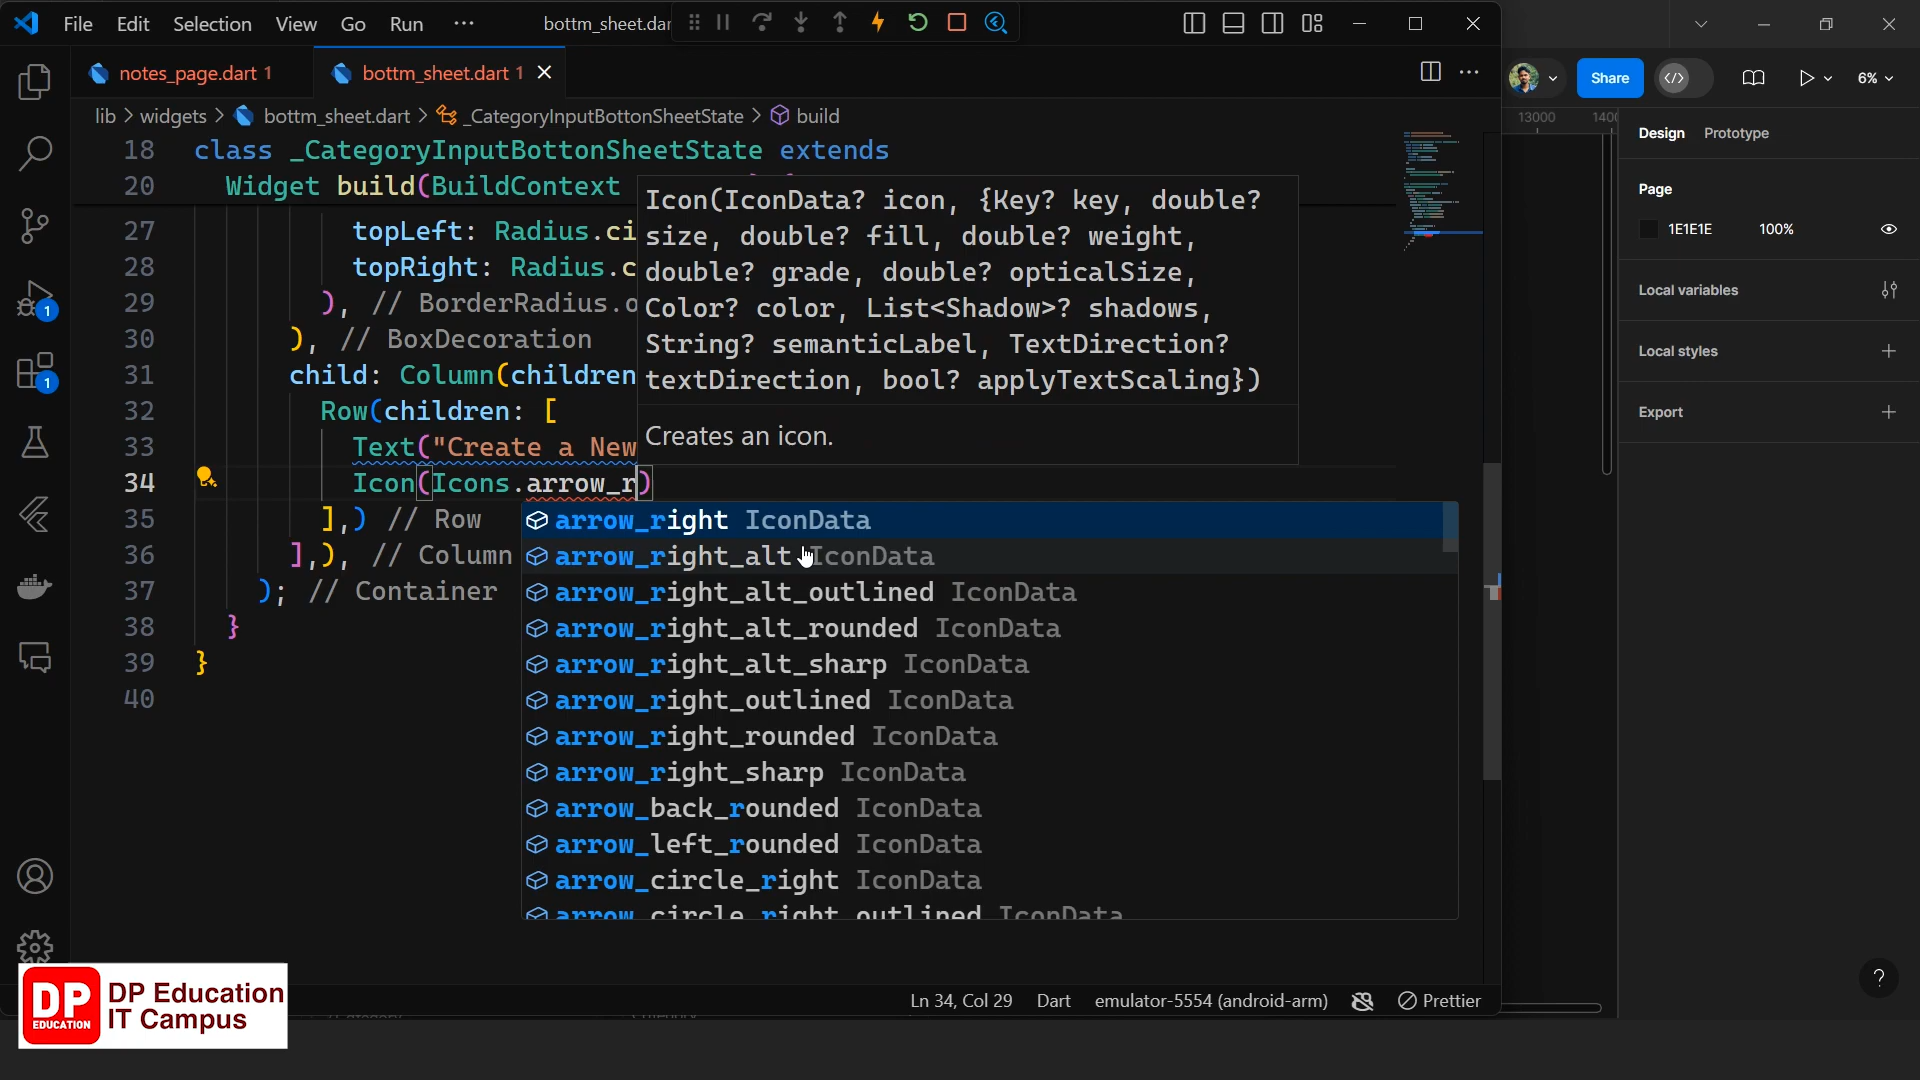 File Edit Selection View Go Run ··· bottm_sheet.dar
notes_page.dart 1 bottm_sheet.dart 1
lib > widgets > bottm_sheet.dart > _CategoryInputBottonSheetState > build
18 class _CategoryInputBottonSheetState extends
20 Widget build(BuildContext
27 topLeft: Radius.ci
28 topRight: Radius.c
29 ), // BorderRadius.o
30 ), // BoxDecoration
31 child: Column(children
32 Row(children: [
33 Text("Create a New
34 Icon(Icons.arrow_r)
35 ],) // Row
36 ],), // Column
37 ); // Container
38 }
39 }
40
Icon(IconData? icon, {Key? key, double?
size, double? fill, double? weight,
double? grade, double? opticalSize,
Color? color, List<Shadow>? shadows,
String? semanticLabel, TextDirection?
textDirection, bool? applyTextScaling})
Creates an icon.
arrow_right IconData
arrow_right_alt IconData
arrow_right_alt_outlined IconData
arrow_right_alt_rounded IconData
arrow_right_alt_sharp IconData
arrow_right_outlined IconData
arrow_right_rounded IconData
arrow_right_sharp IconData
arrow_back_rounded IconData
arrow_left_rounded IconData
arrow_circle_right IconData
arrow_circle_right_outlined IconData
1
1
Ln 34, Col 29 Dart emulator-5554 (android-arm) Prettier
Share 6%
13000
Design Prototype
Page
1E1E1E 100%
Local variables
Local styles +
Export +
?
DP EDUCATION
DP Education
IT Campus